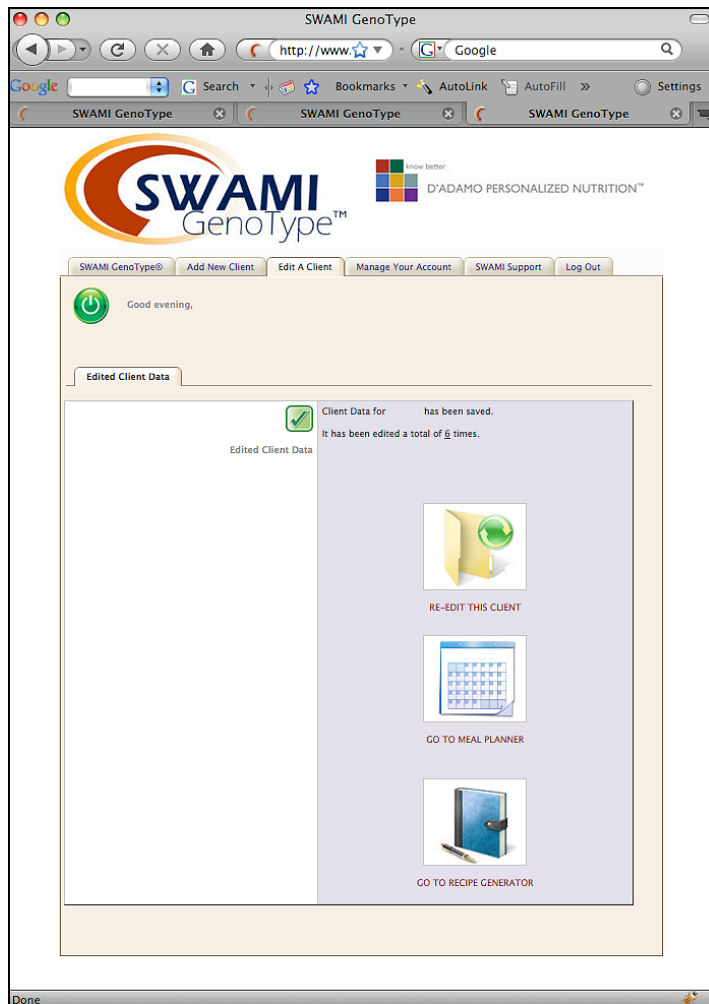 SWAMI GenoType
http://www.
G Google
Google
G Search
Bookmarks
AutoLink
AutoFill
»
Settings
SWAMI GenoType
SWAMI GenoType
SWAMI GenoType
SWAMI
GenoType™
know better
D'ADAMO PERSONALIZED NUTRITION™
SWAMI GenoType®
Add New Client
Edit A Client
Manage Your Account
SWAMI Support
Log Out
Good evening,
Edited Client Data
Edited Client Data
Client Data for has been saved.
It has been edited a total of 6 times.
RE-EDIT THIS CLIENT
GO TO MEAL PLANNER
GO TO RECIPE GENERATOR
Done